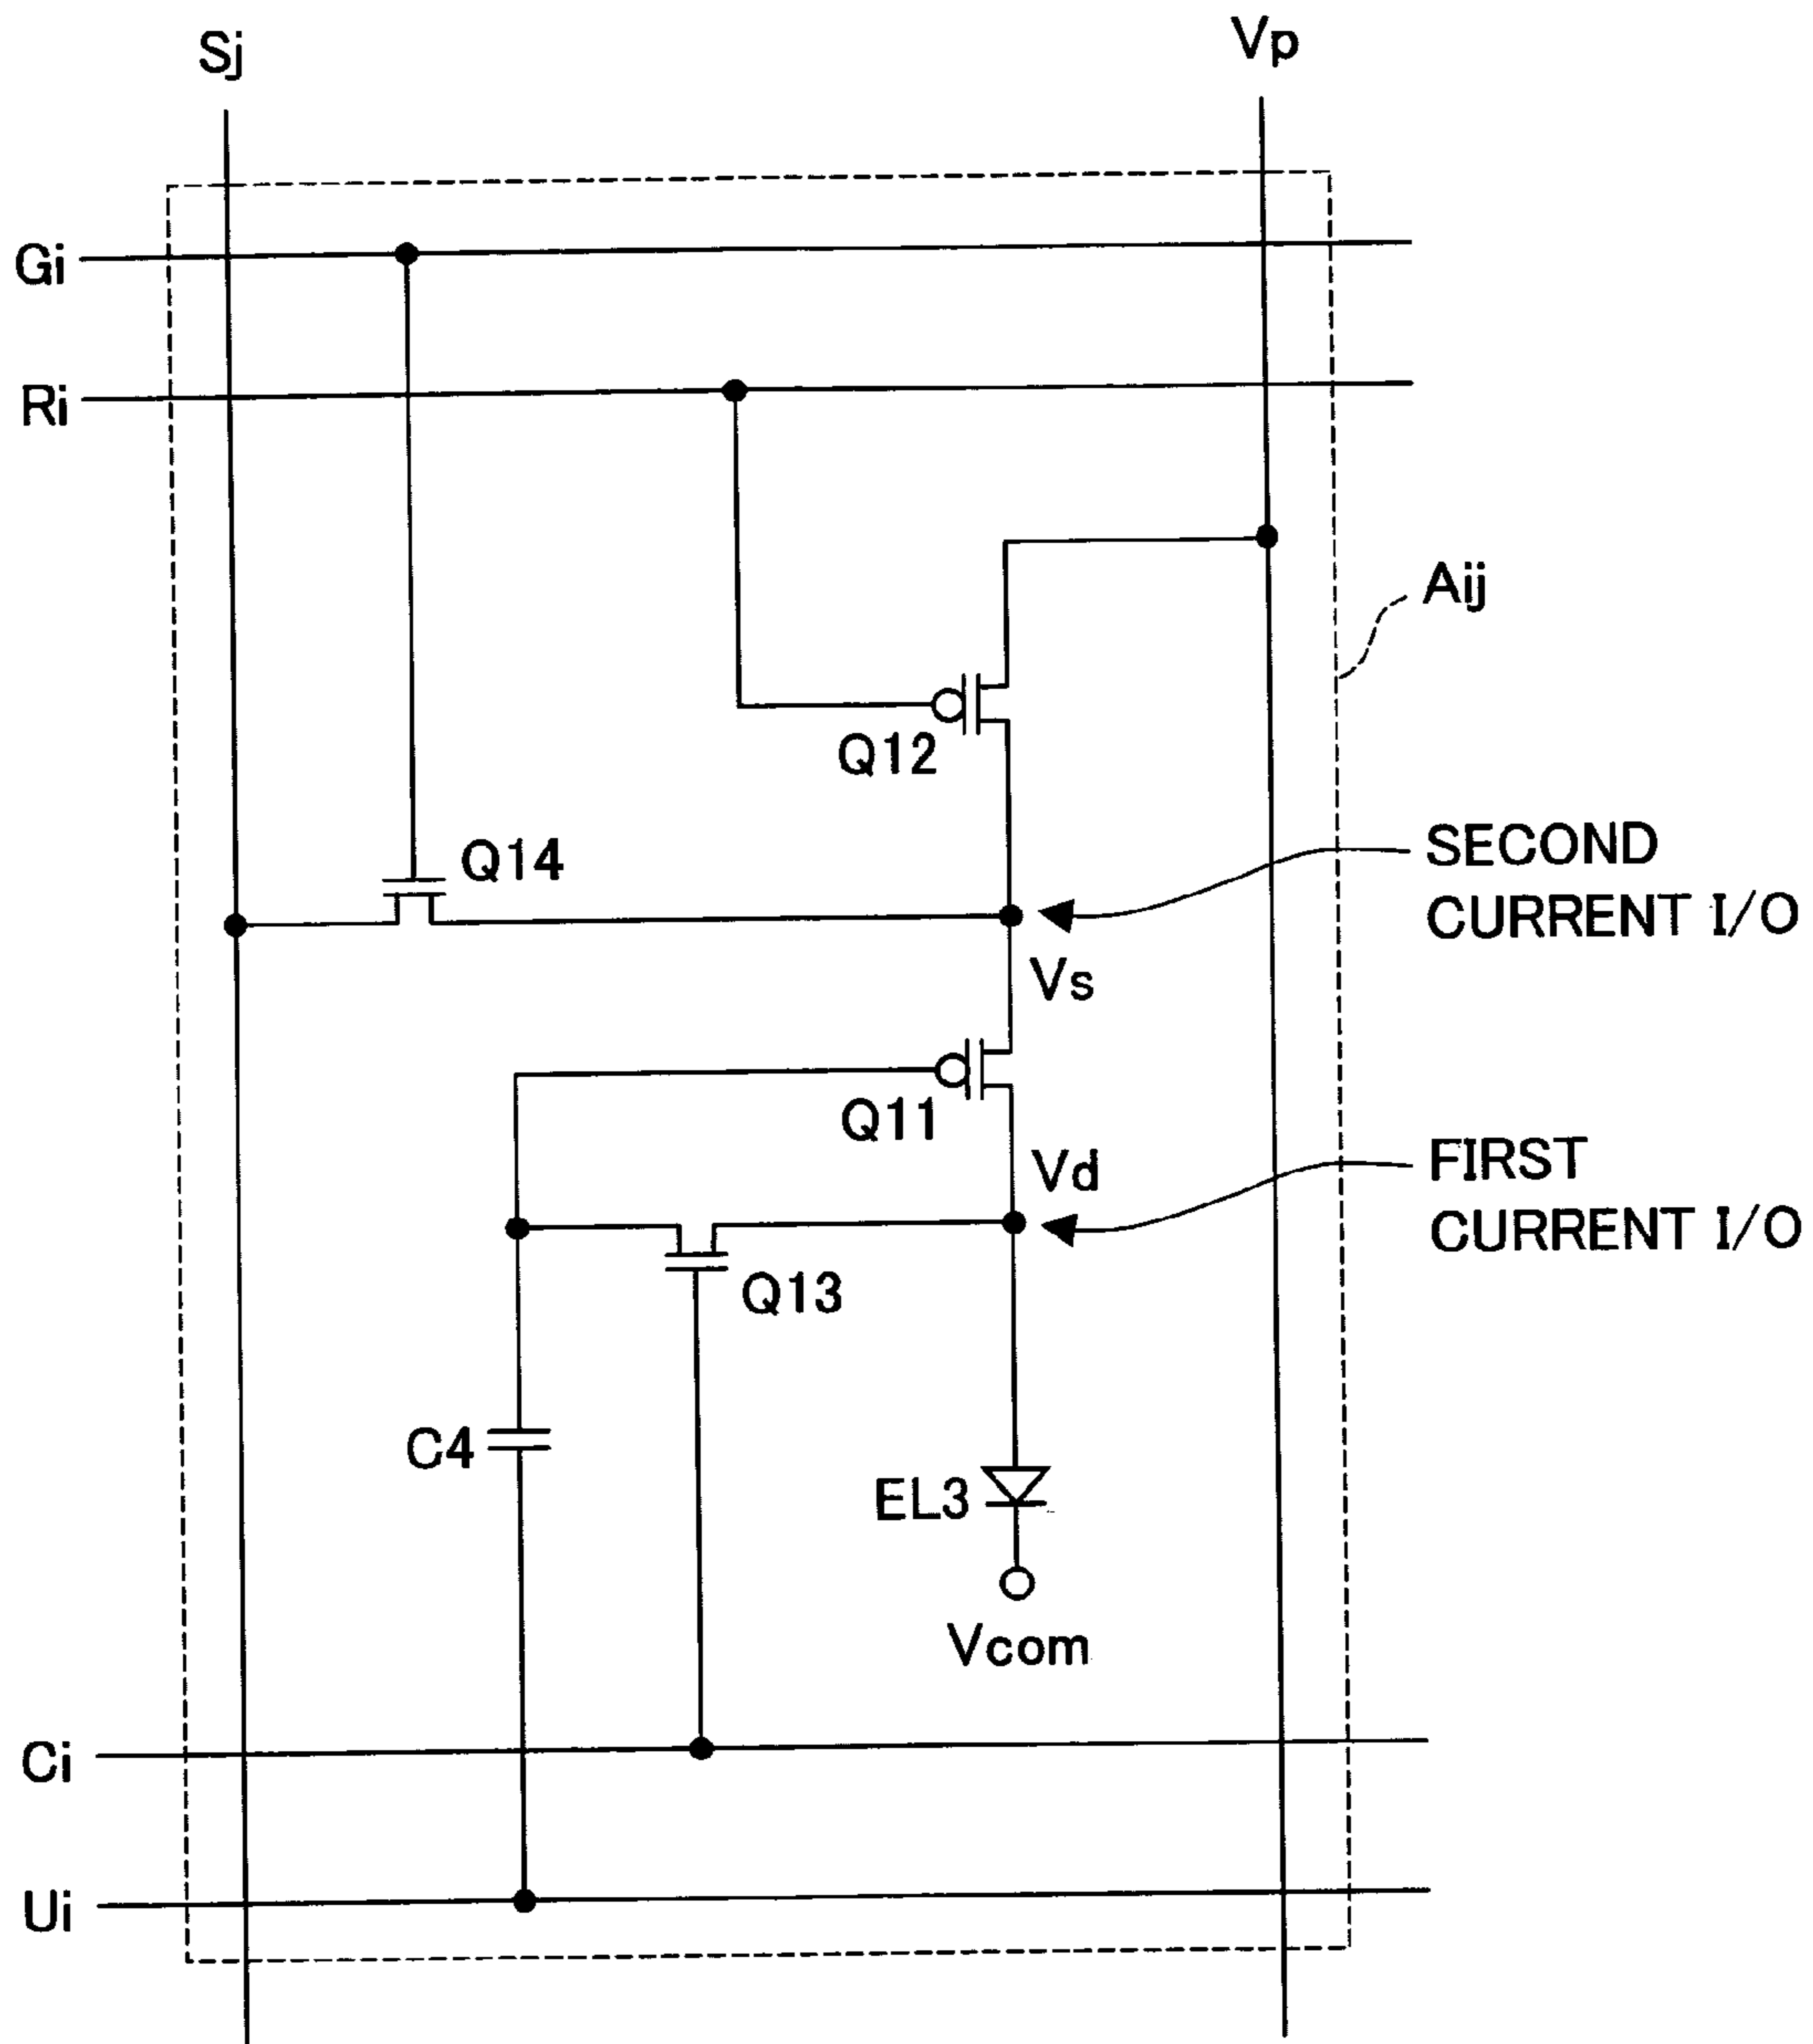 Sj
Vp
Gi
Ri
Aij
Q12
SECOND
CURRENT I/O
Q14
Vs
Q11
FIRST
CURRENT I/O
Vd
Q13
C4
EL3
Vcom
Ci
Ui